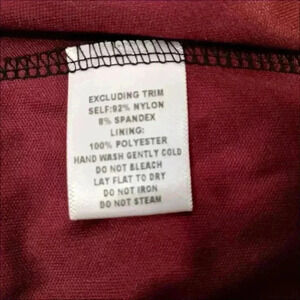 EXCLUDING TRIM
SELF:92% NYLON
8% SPANDEX
LINING:
100% POLYESTER
HAND WASH GENTLY COLD
DO NOT BLEACH
LAY FLAT TO DRY
DO NOT IRON
DO NOT STEAM